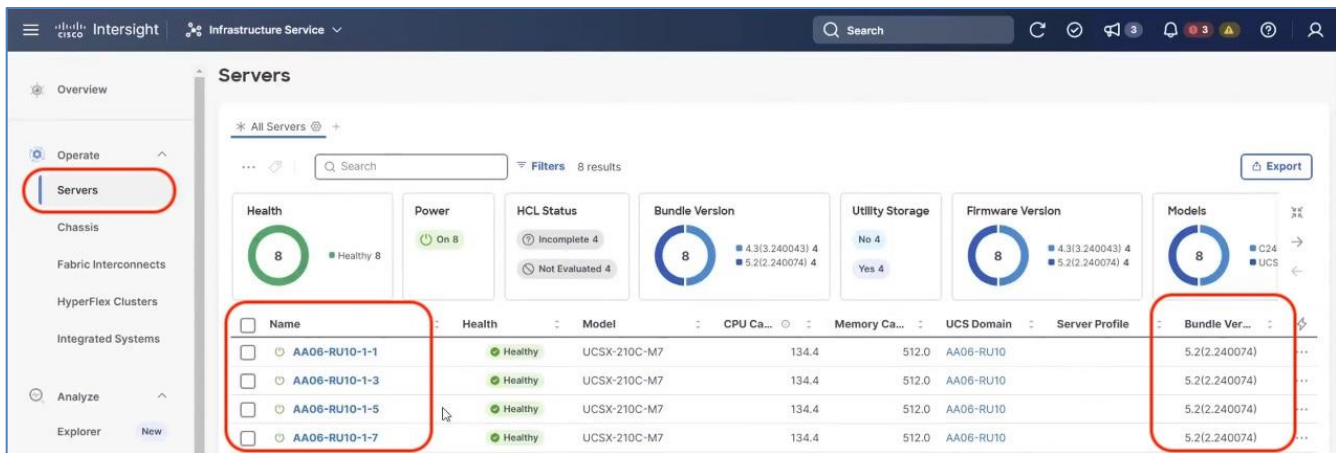 cisco Intersight Infrastructure Service Search 3 3
Overview
Operate
Servers
Chassis
Fabric Interconnects
HyperFlex Clusters
Integrated Systems
Analyze
Explorer New
Servers
All Servers +
... Search Filters 8 results Export
Health Power HCL Status Bundle Version Utility Storage Firmware Version Models
8 Healthy 8
On 8
Incomplete 4
Not Evaluated 4
8 4.3(3.240043) 4
5.2(2.240074) 4
No 4
Yes 4
8 4.3(3.240043) 4
5.2(2.240074) 4
8 C24
UCS
Name Health Model CPU Ca... Memory Ca... UCS Domain Server Profile Bundle Ver...
AA06-RU10-1-1 Healthy UCSX-210C-M7 134.4 512.0 AA06-RU10 5.2(2.240074) ...
AA06-RU10-1-3 Healthy UCSX-210C-M7 134.4 512.0 AA06-RU10 5.2(2.240074) ...
AA06-RU10-1-5 Healthy UCSX-210C-M7 134.4 512.0 AA06-RU10 5.2(2.240074) ...
AA06-RU10-1-7 Healthy UCSX-210C-M7 134.4 512.0 AA06-RU10 5.2(2.240074) ...